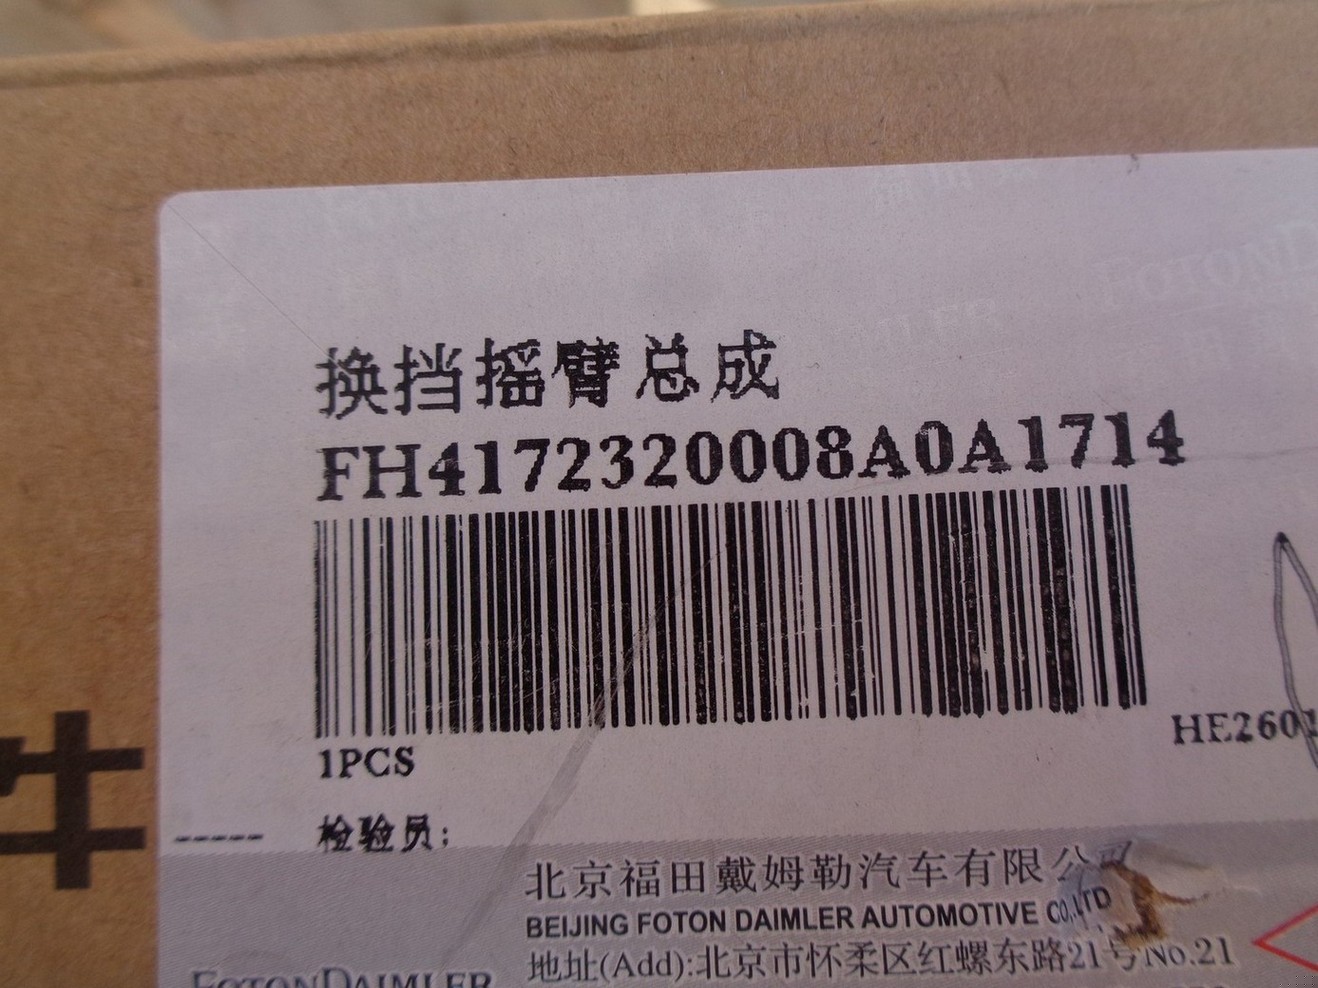 换挡摇臂总成
FH4172320008A0A1714
1PCS
HE2601
-----
检验员:
北京福田戴姆勒汽车有限公司
BEIJING FOTON DAIMLER AUTOMOTIVE CO.,LTD
地址(Add):北京市怀柔区红螺东路21号No.21
FOTONDAIMLER